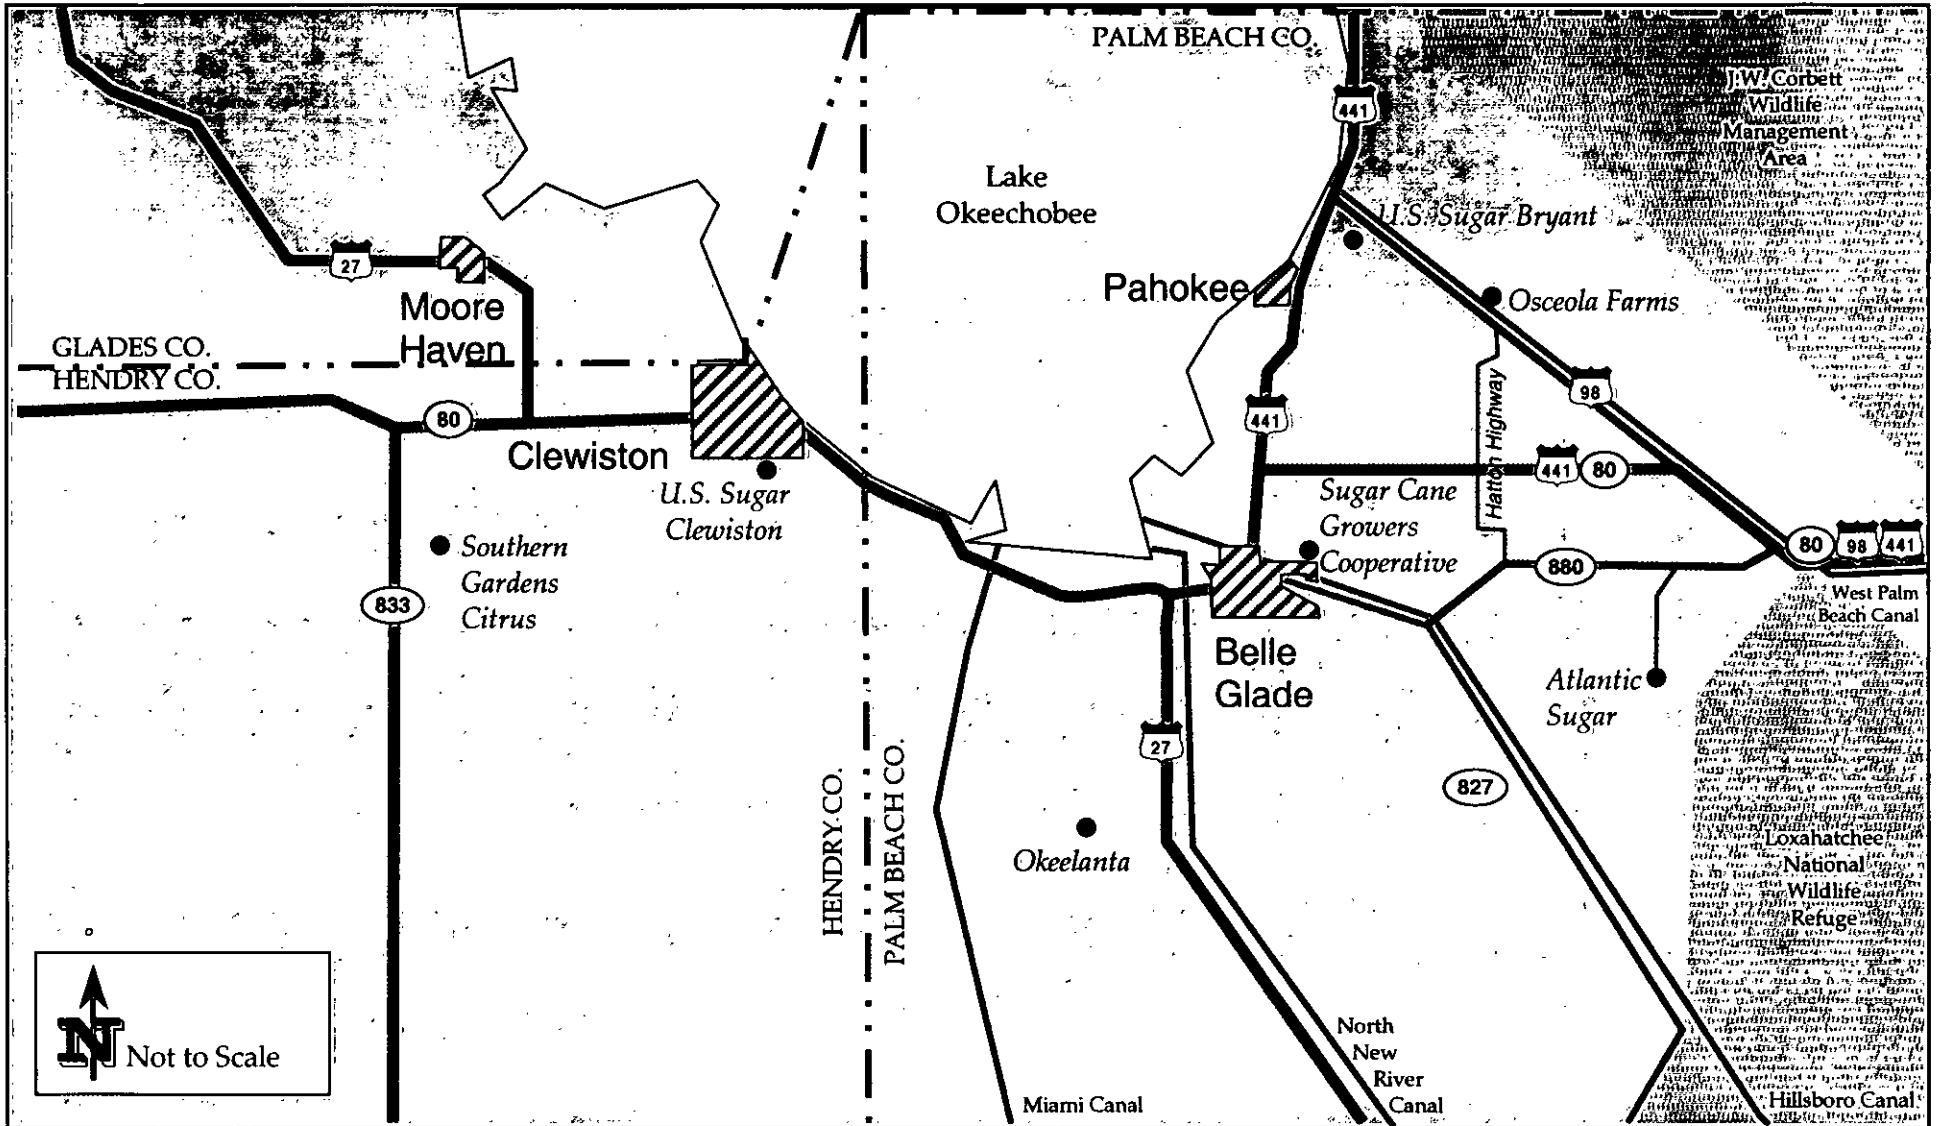 PALM BEACH CO.
441
J.W. Corbett
Wildlife
Management
Area
Lake
Okeechobee
U.S. Sugar Bryant
27
Moore
Haven
Pahokee
Osceola Farms
GLADES CO.
HENDRY CO.
80
Clewiston
U.S. Sugar
Clewiston
98
441
Hatton Highway
441
80
Sugar Cane
Growers
Cooperative
80
98
441
880
Southern
Gardens
Citrus
833
West Palm
Beach Canal
Belle
Glade
Atlantic
Sugar
27
827
HENDRY CO.
PALM BEACH CO.
Okeelanta
Loxahatchee
National
Wildlife
Refuge
N
Not to Scale
North
New
River
Canal
Miami Canal
Hillsboro Canal